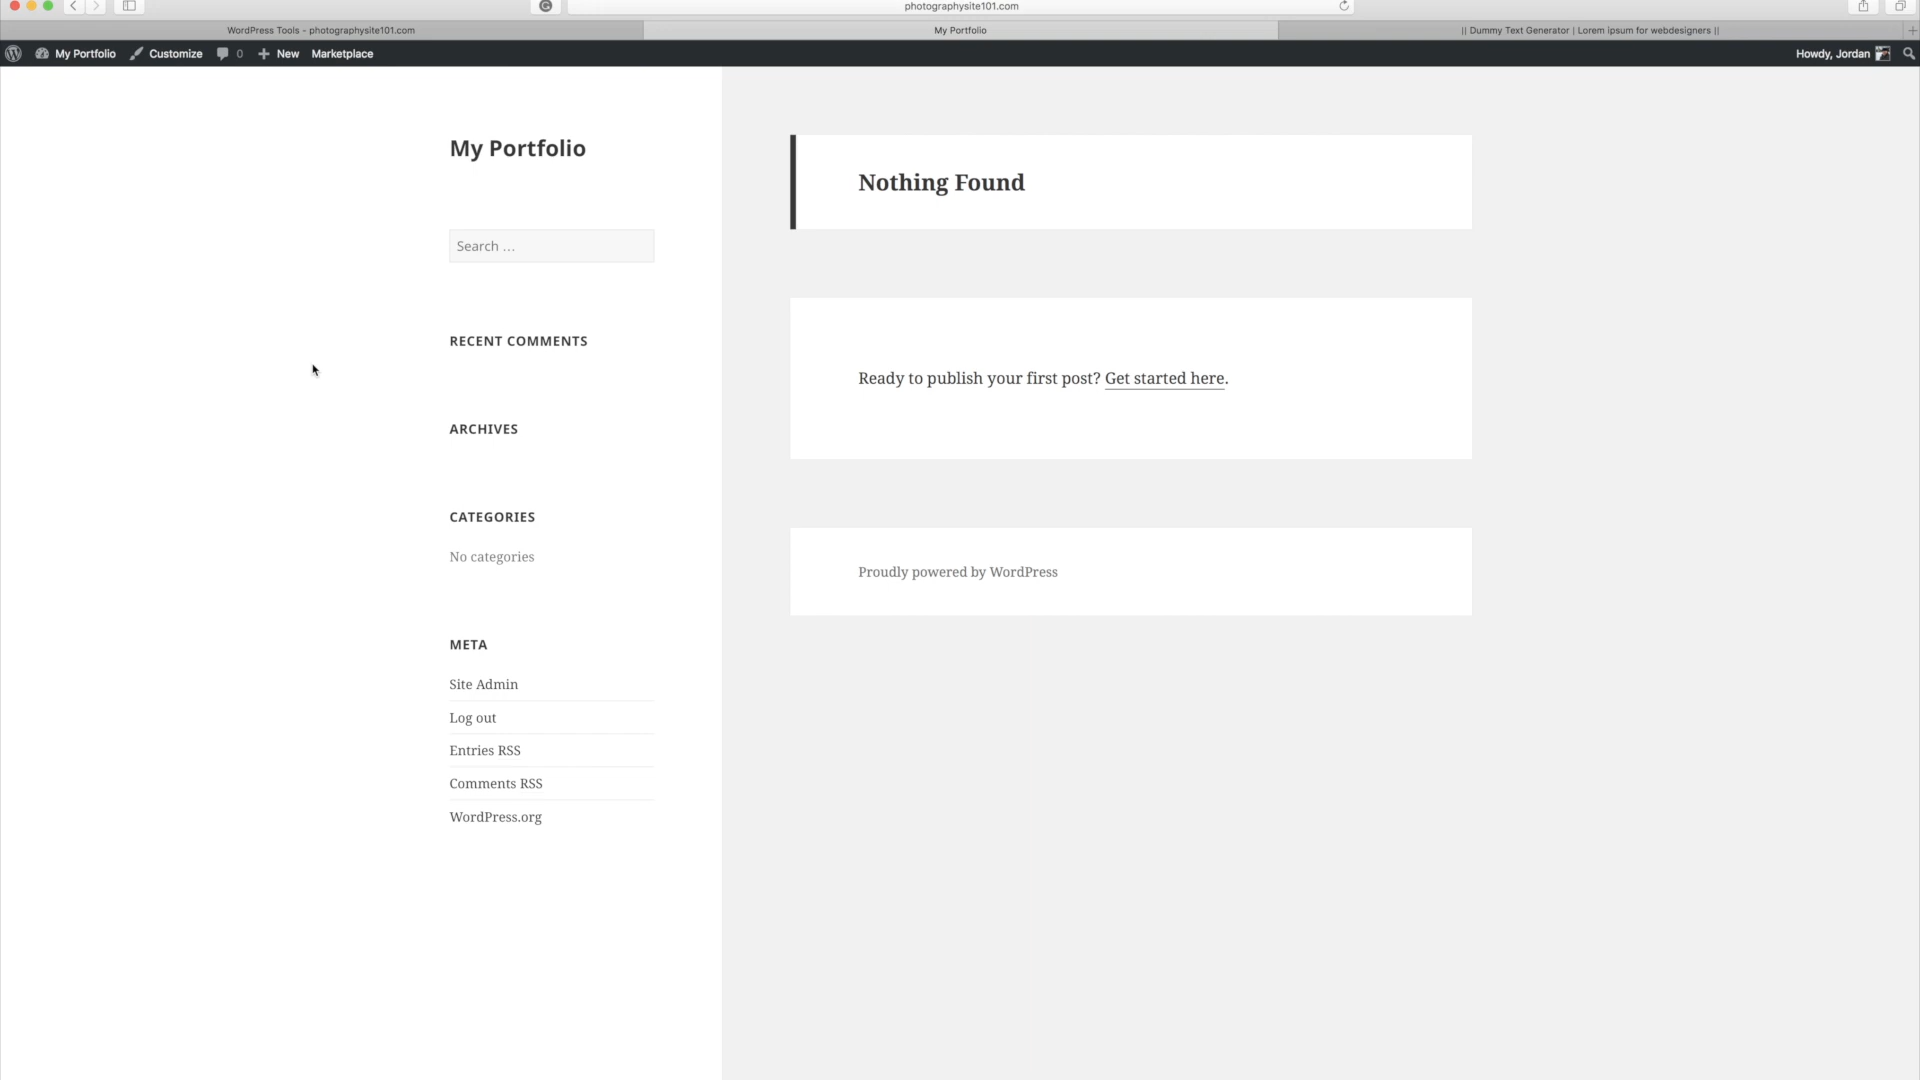 photographysite101.com
WordPress Tools - photographysite101.com
My Portfolio
|| Dummy Text Generator | Lorem ipsum for webdesigners ||
My Portfolio
Customize
0
New
Marketplace
Howdy, Jordan
My Portfolio
Search …
RECENT COMMENTS
ARCHIVES
CATEGORIES
No categories
META
Site Admin
Log out
Entries RSS
Comments RSS
WordPress.org
Nothing Found
Ready to publish your first post? Get started here.
Proudly powered by WordPress